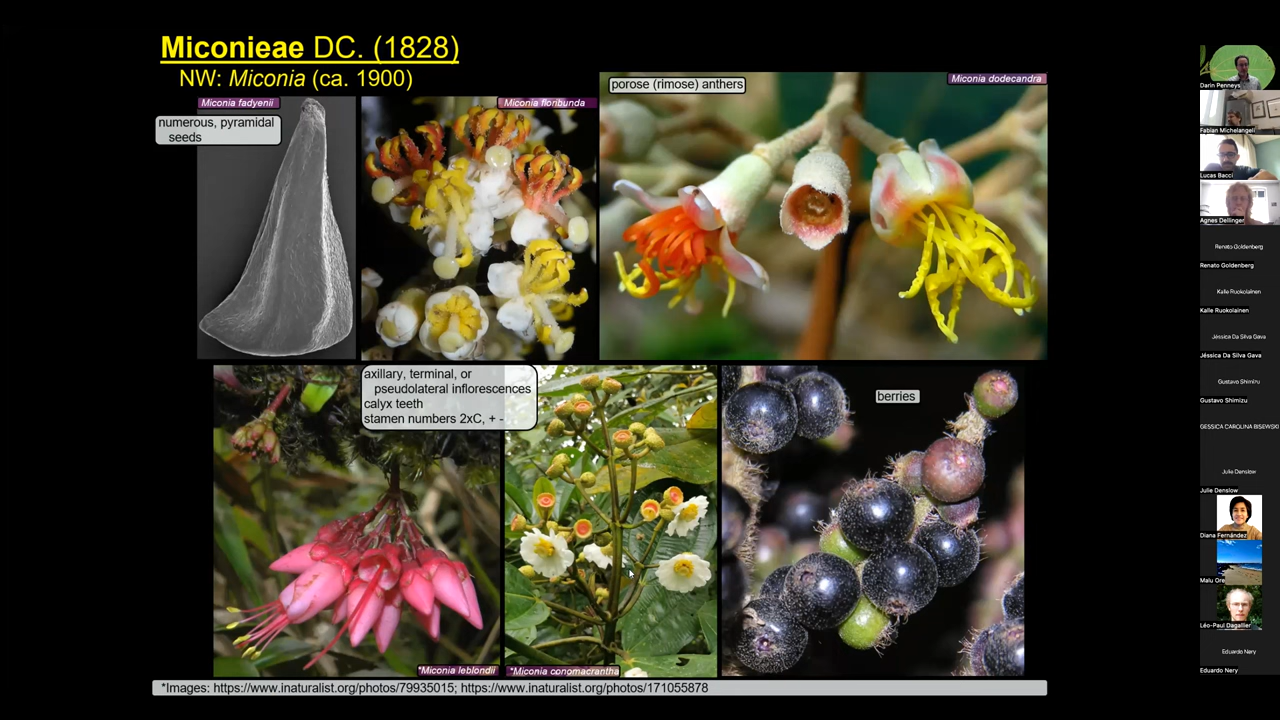 Miconieae DC. (1828)
NW: Miconia (ca. 1900)
Miconia fadyenii
numerous, pyramidal
seeds
Miconia floribunda
porose (rimose) anthers
Miconia dodecandra
axillary, terminal, or
pseudolateral inflorescences
calyx teeth
stamen numbers 2xC, + -
berries
*Miconia leblondii
*Miconia conomacrantha
*Images: https://www.inaturalist.org/photos/79935015; https://www.inaturalist.org/photos/171055878
Darin Penneys
Fabian Michelangeli
Lucas Bacci
Agnes Dellinger
Renato Goldenberg
Renato Goldenberg
Kalle Ruokolainen
Kalle Ruokolainen
Jéssica Da Silva Gava
Jéssica Da Silva Gava
Gustavo Shimizu
Gustavo Shimizu
GESSICA CAROLINA BISEWSKI
Julie Denslow
Julie Denslow
Diana Fernández
Malu Ore
Léo-Paul Dagallier
Eduardo Nery
Eduardo Nery